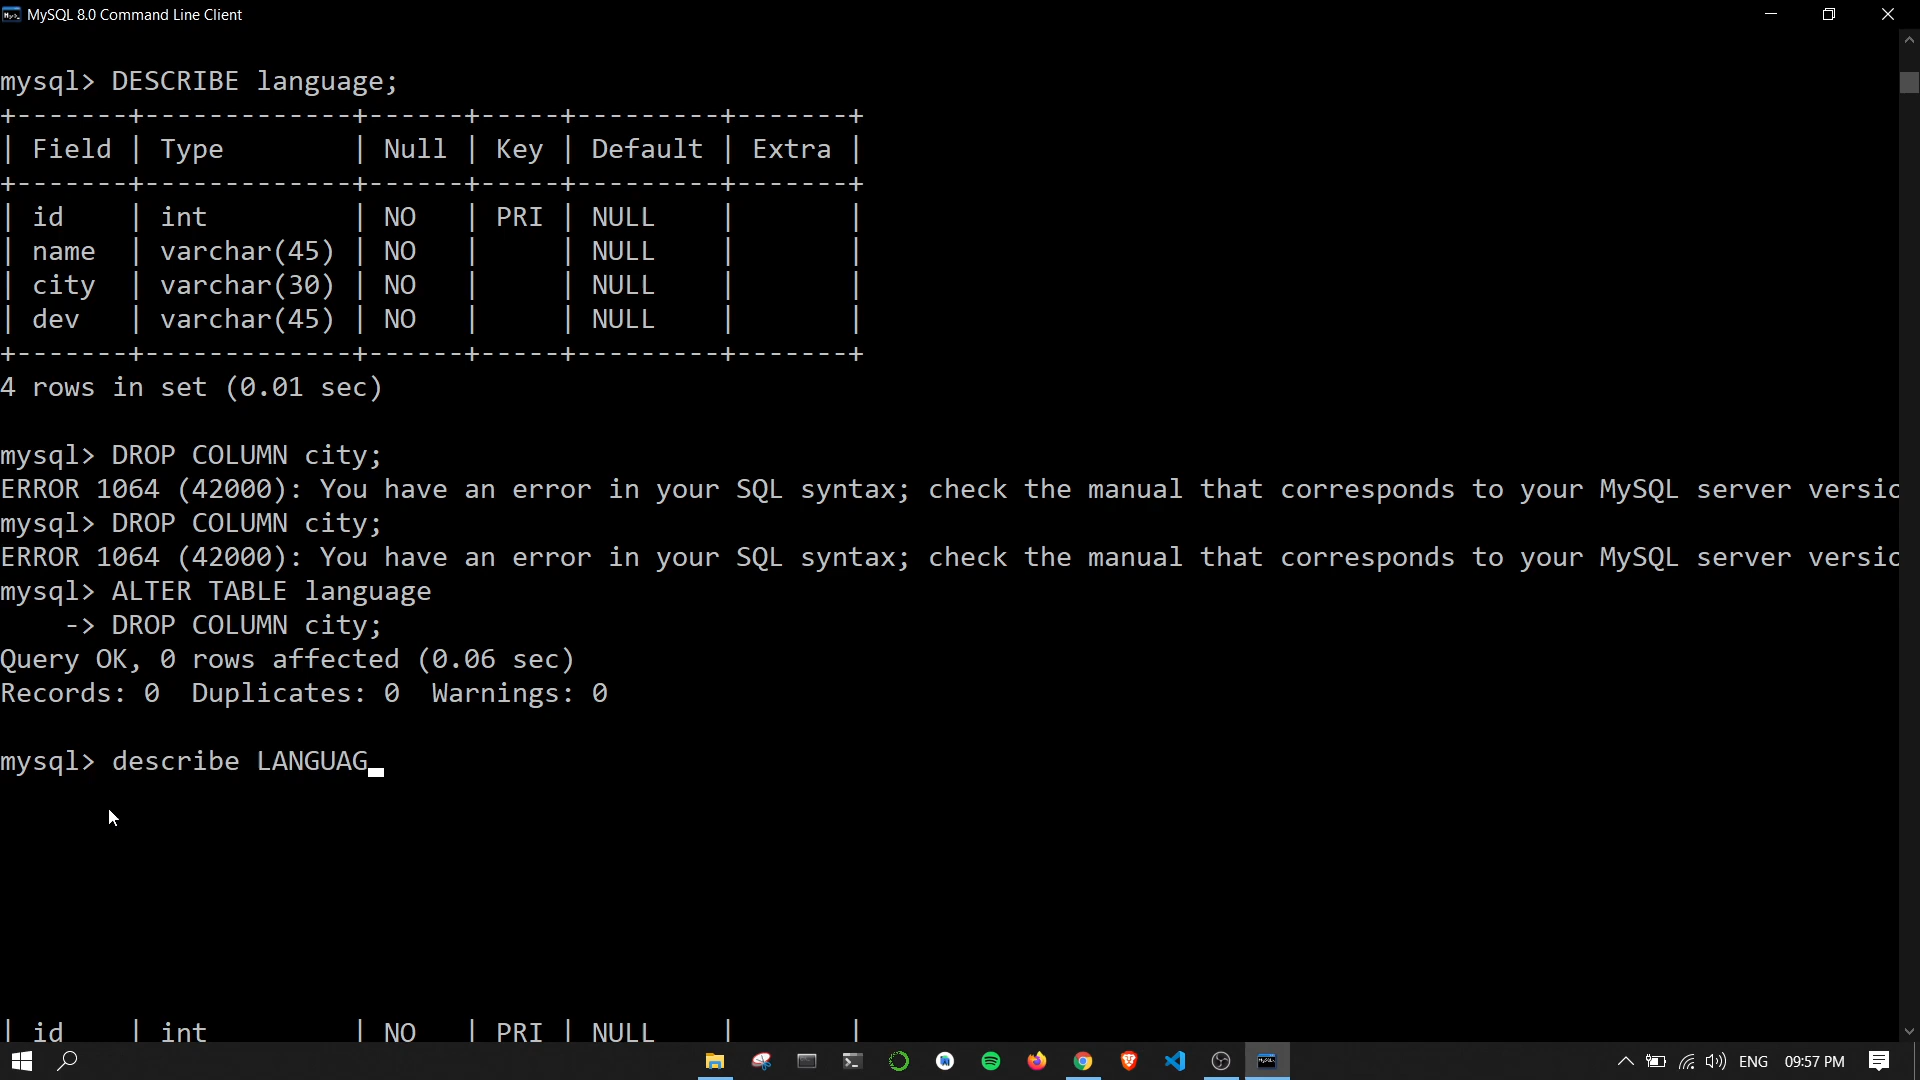 MySQL 8.0 Command Line Client
mysql> DESCRIBE language;
+-------+-------------+------+-----+---------+-------+
| Field | Type        | Null | Key | Default | Extra |
+-------+-------------+------+-----+---------+-------+
| id    | int         | NO   | PRI | NULL    |       |
| name  | varchar(45) | NO   |     | NULL    |       |
| city  | varchar(30) | NO   |     | NULL    |       |
| dev   | varchar(45) | NO   |     | NULL    |       |
+-------+-------------+------+-----+---------+-------+
4 rows in set (0.01 sec)
mysql> DROP COLUMN city;
ERROR 1064 (42000): You have an error in your SQL syntax; check the manual that corresponds to your MySQL server versio
mysql> DROP COLUMN city;
ERROR 1064 (42000): You have an error in your SQL syntax; check the manual that corresponds to your MySQL server versio
mysql> ALTER TABLE language
    -> DROP COLUMN city;
Query OK, 0 rows affected (0.06 sec)
Records: 0  Duplicates: 0  Warnings: 0
mysql> describe LANGUAG
| id    | int         | NO   | PRI | NULL    |       |
ENG 09:57 PM